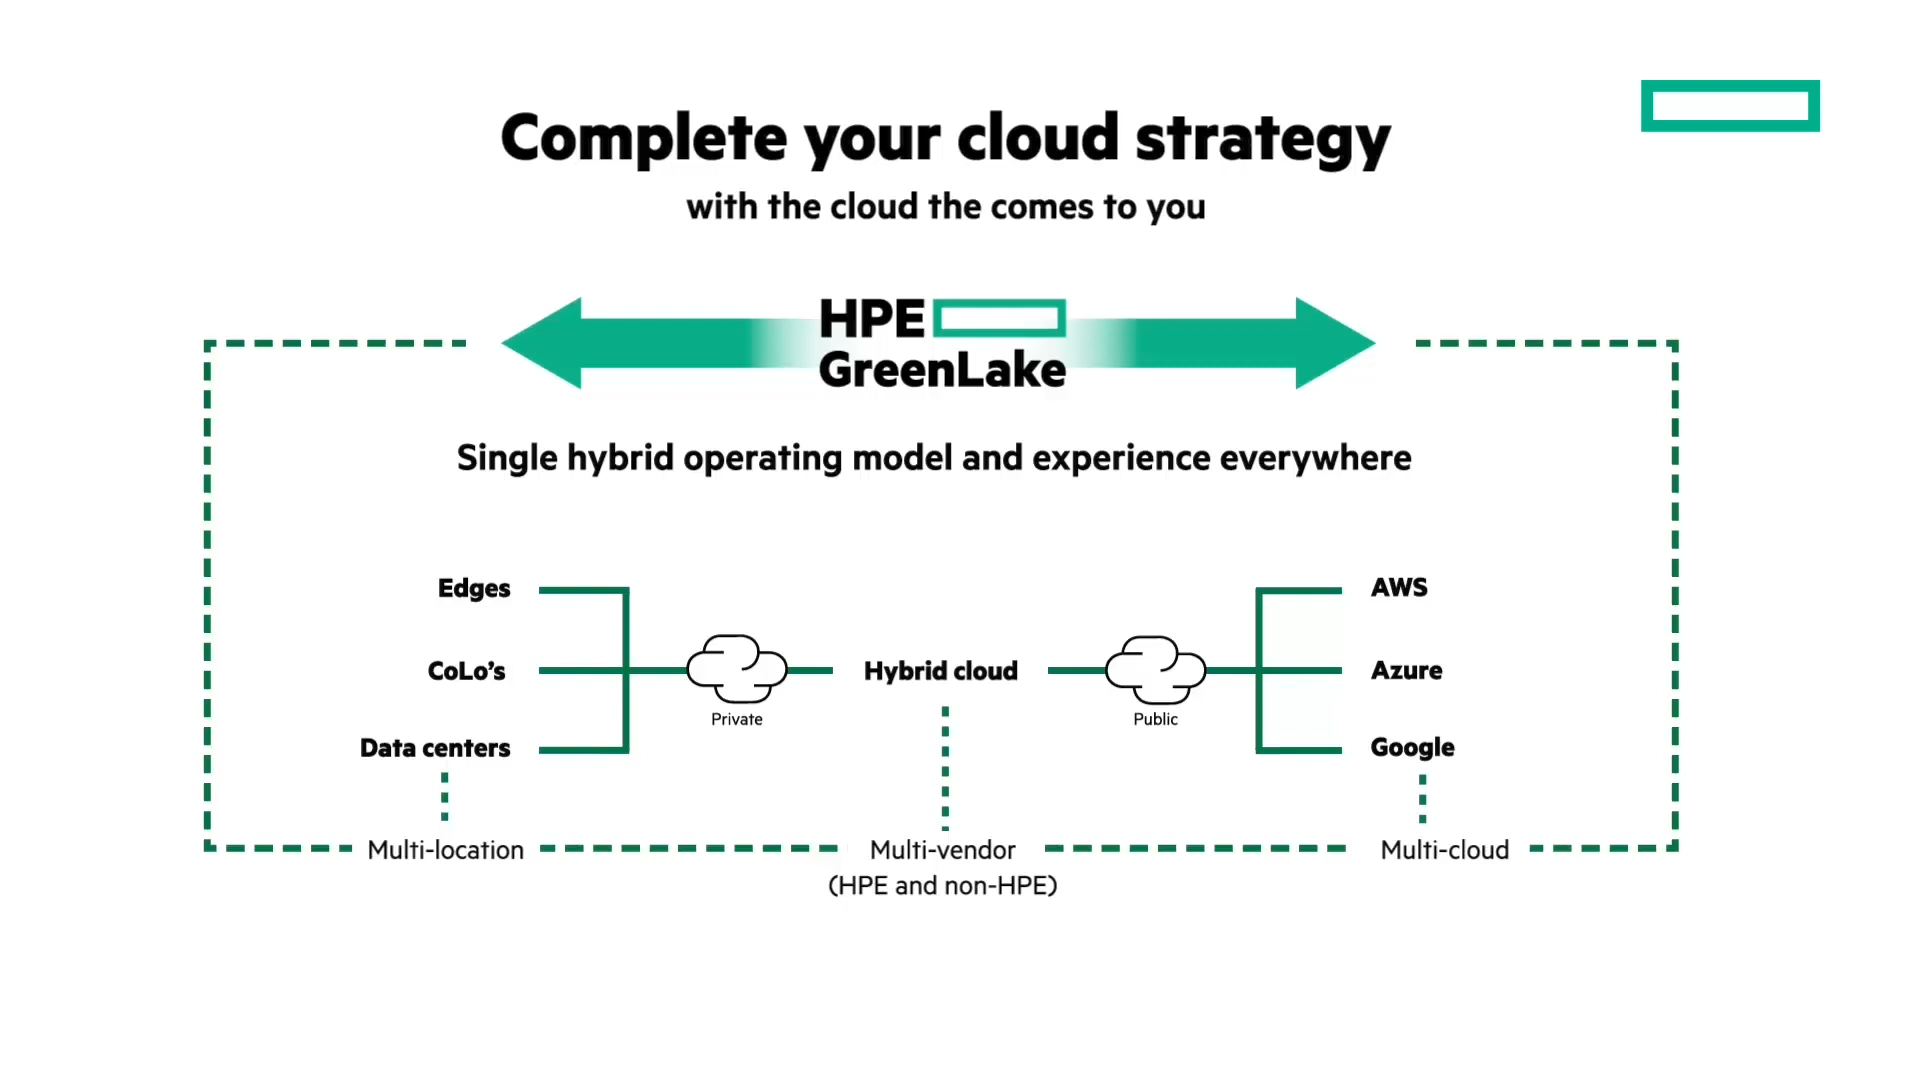 Complete your cloud strategy
with the cloud the comes to you
HPE
GreenLake
Single hybrid operating model and experience everywhere
Edges
CoLo’s
Data centers
Private
Hybrid cloud
Public
AWS
Azure
Google
Multi-location
Multi-vendor
(HPE and non-HPE)
Multi-cloud